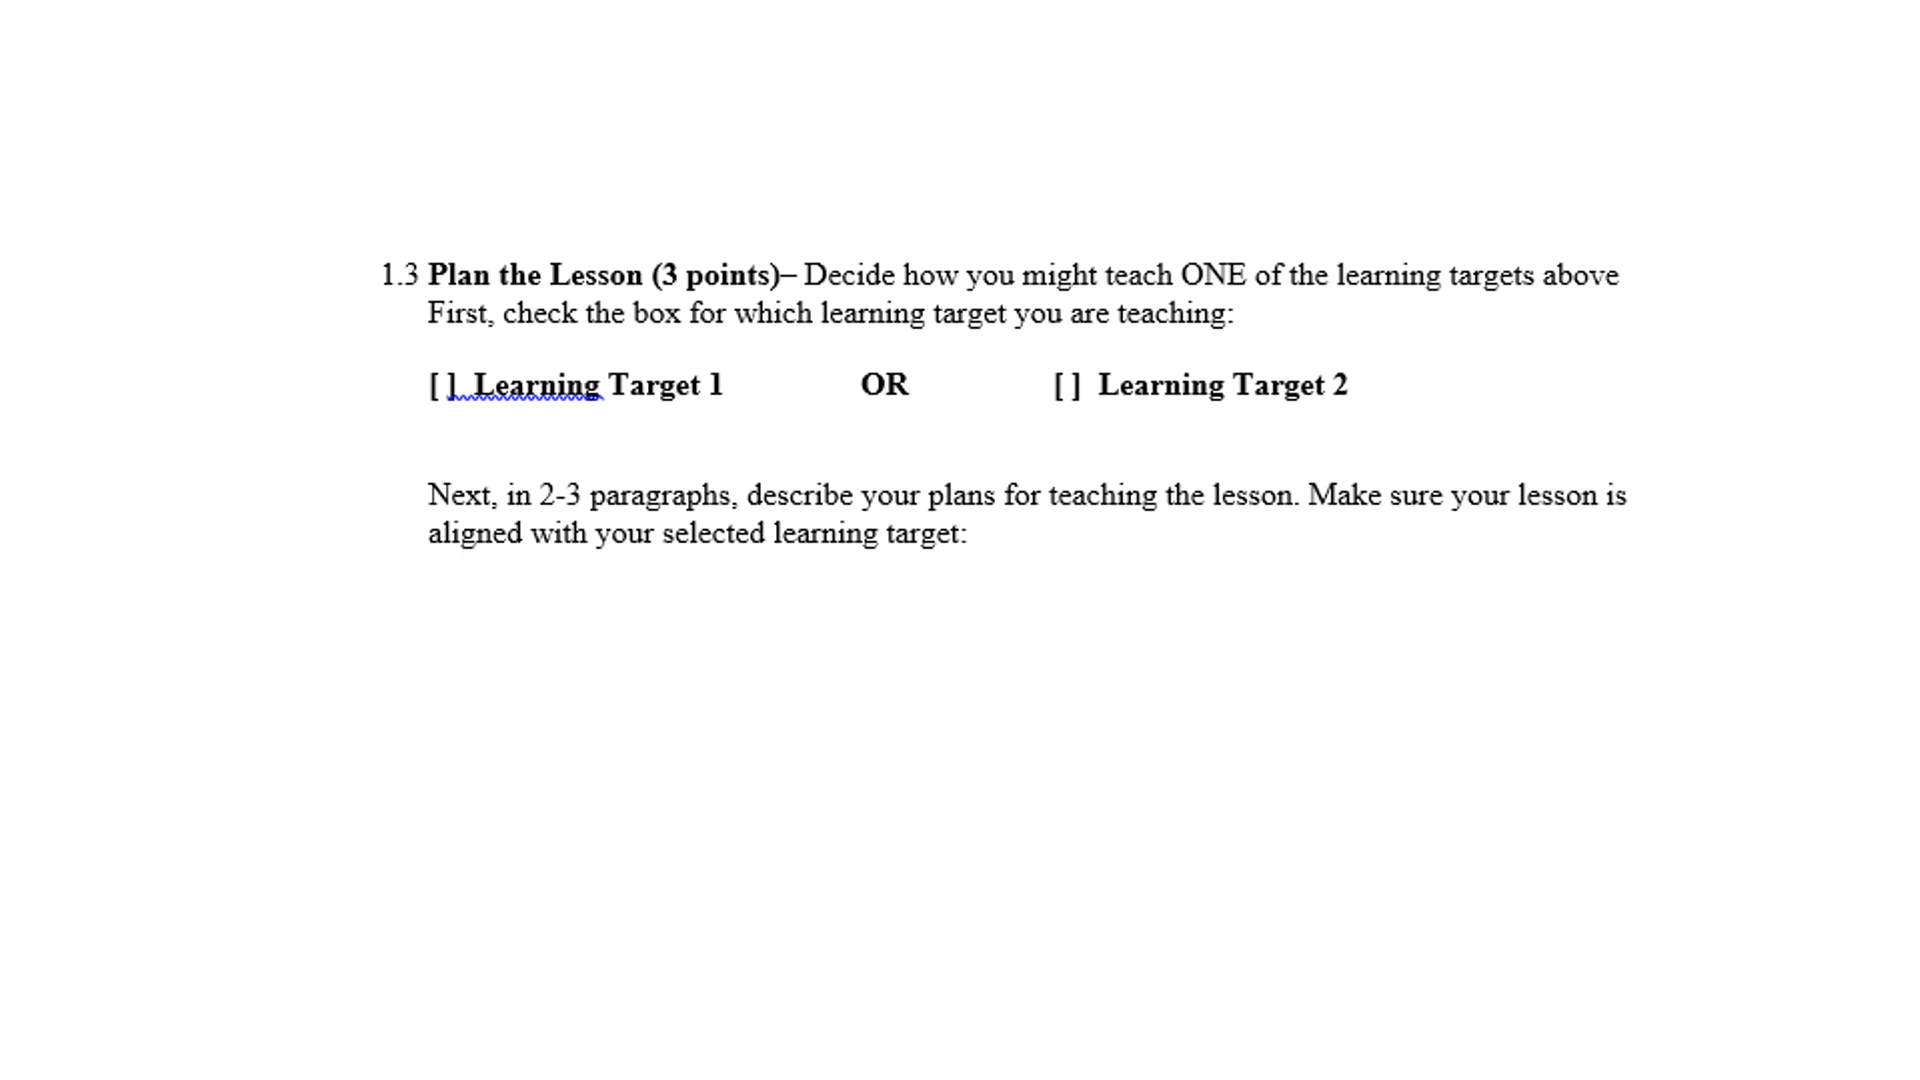 1.3 Plan the Lesson (3 points)– Decide how you might teach ONE of the learning targets above
First, check the box for which learning target you are teaching:
[ ] Learning Target 1 OR [ ] Learning Target 2
Next, in 2-3 paragraphs, describe your plans for teaching the lesson. Make sure your lesson is
aligned with your selected learning target: